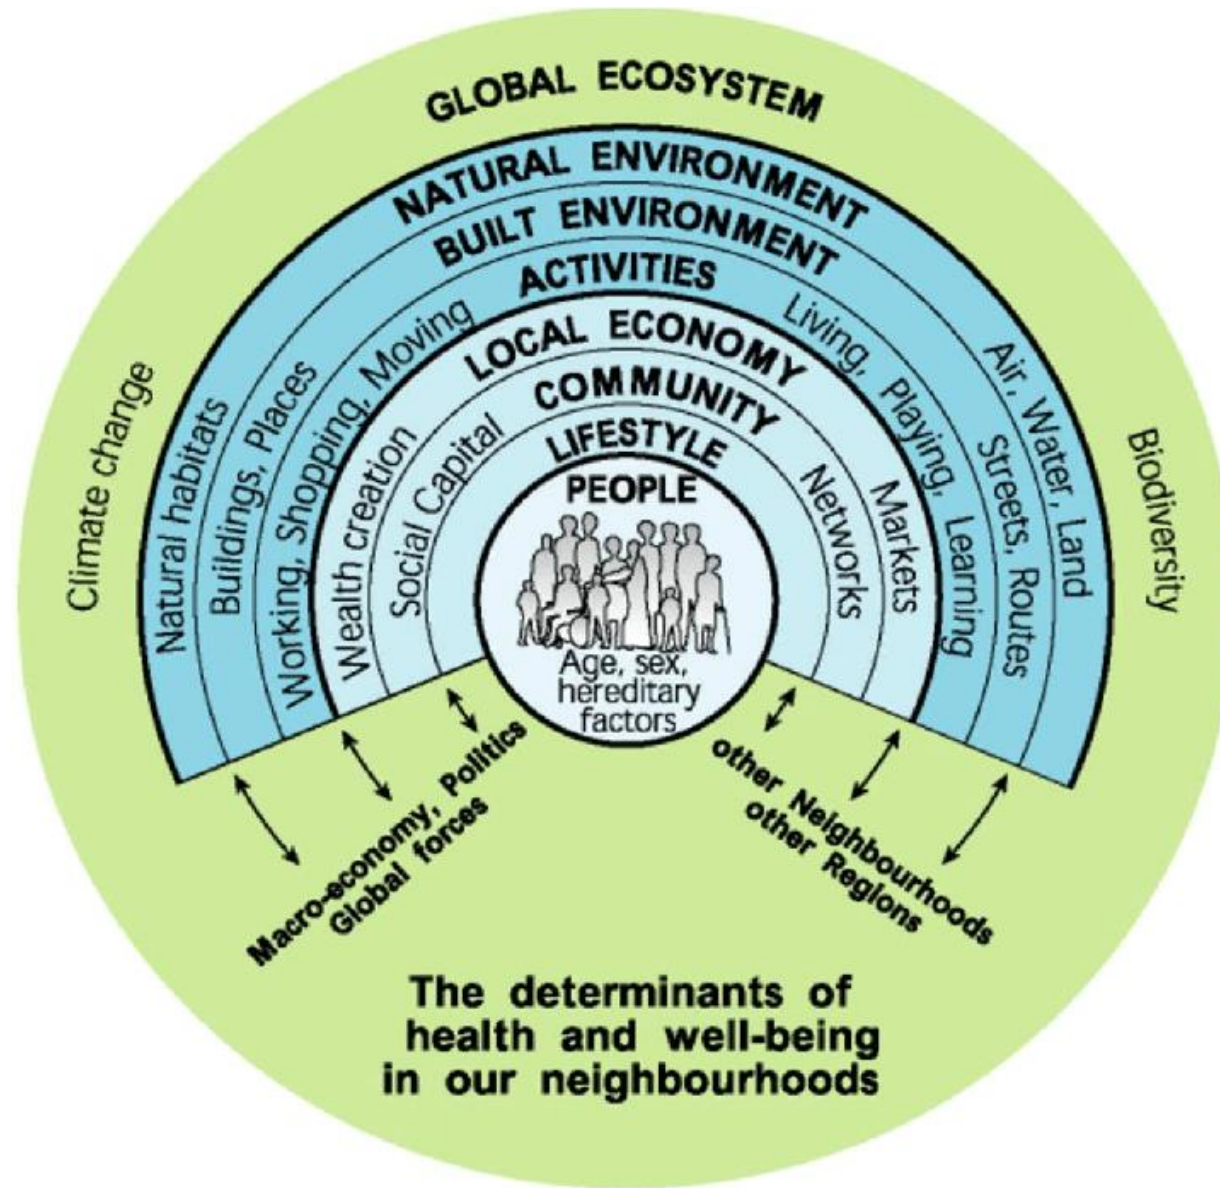 GLOBAL ECOSYSTEM
NATURAL ENVIRONMENT
BUILT ENVIRONMENT
ACTIVITIES
LOCAL ECONOMY
COMMUNITY
LIFESTYLE
PEOPLE
Age, sex,
hereditary
factors
Climate change
Biodiversity
Natural habitats
Air, Water, Land
Buildings, Places
Streets, Routes
Working, Shopping, Moving
Living, Playing, Learning
Wealth creation
Markets
Social Capital
Networks
Macro-economy, Politics
Global forces
other Neighbourhoods
other Regions
The determinants of
health and well-being
in our neighbourhoods